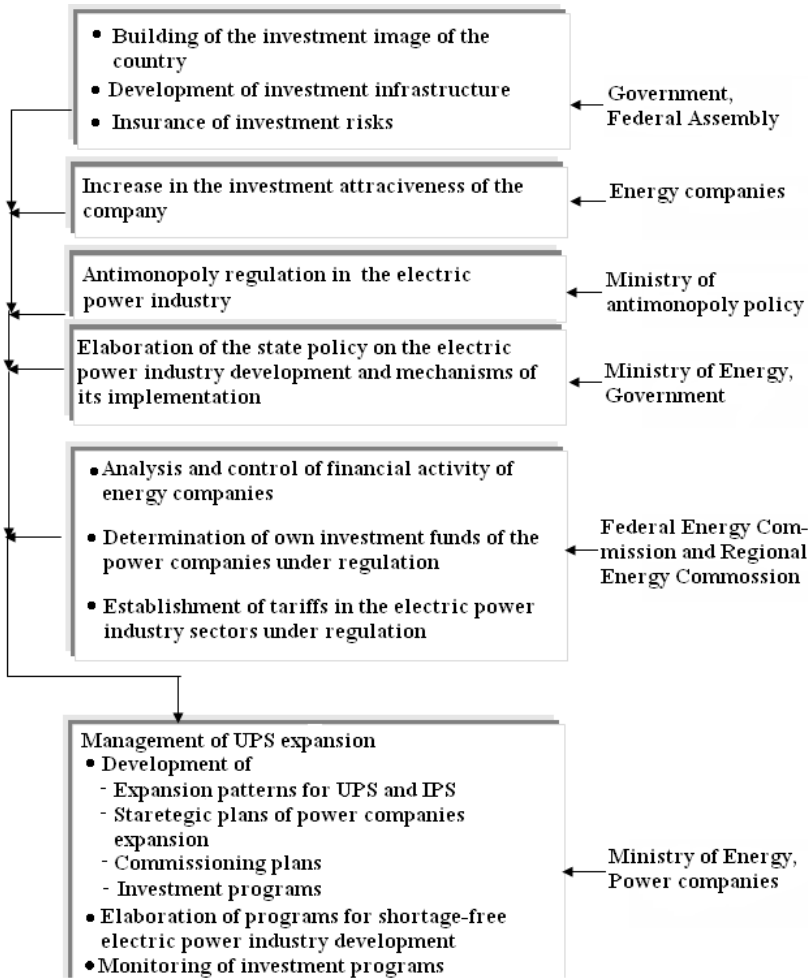 • Building of the investment image of the
country
• Development of investment infrastructure
• Insurance of investment risks
Government,
Federal Assembly
Increase in the investment attraciveness of the
company
Energy companies
Antimonopoly regulation in the electric
power industry
Ministry of
antimonopoly policy
Elaboration of the state policy on the electric
power industry development and mechanisms of
its implementation
Ministry of Energy,
Government
• Analysis and control of financial activity of
energy companies
• Determination of own investment funds of the
power companies under regulation
• Establishment of tariffs in the electric power
industry sectors under regulation
Federal Energy Com-
mission and Regional
Energy Commossion
Management of UPS expansion
• Development of
- Expansion patterns for UPS and IPS
- Staretegic plans of power companies
expansion
- Commissioning plans
- Investment programs
• Elaboration of programs for shortage-free
electric power industry development
• Monitoring of investment programs
Ministry of Energy,
Power companies